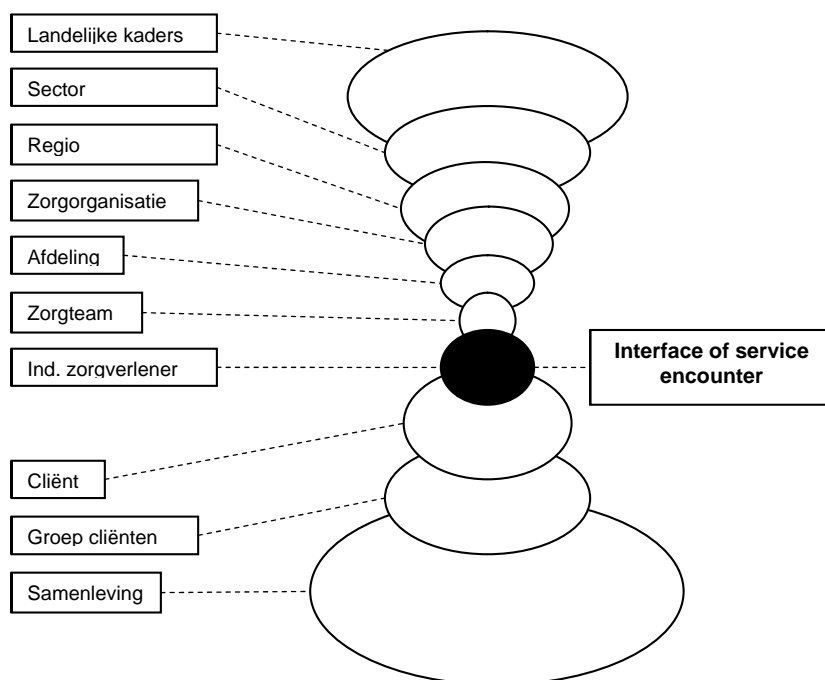 Landelijke kaders
Sector
Regio
Zorgorganisatie
Afdeling
Zorgteam
Ind. zorgverlener
Interface of service
encounter
Cliënt
Groep cliënten
Samenleving